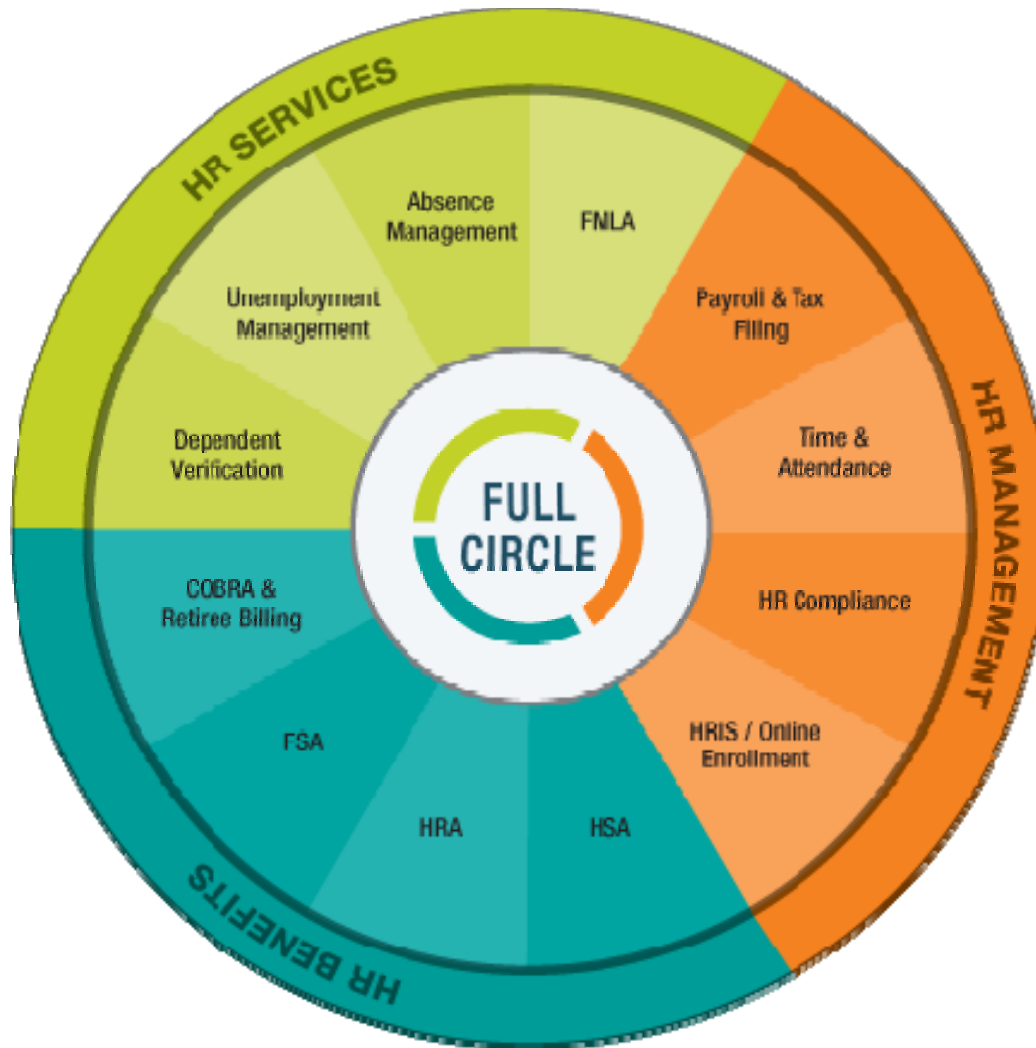 HR SERVICES
Absence
Management
FMLA
Unemployment
Management
Payroll & Tax
Filing
Dependent
Verification
Time &
Attendance
HR MANAGEMENT
FULL
CIRCLE
COBRA &
Retiree Billing
HR Compliance
FSA
HRIS / Online
Enrollment
HRA
HSA
HR BENEFITS